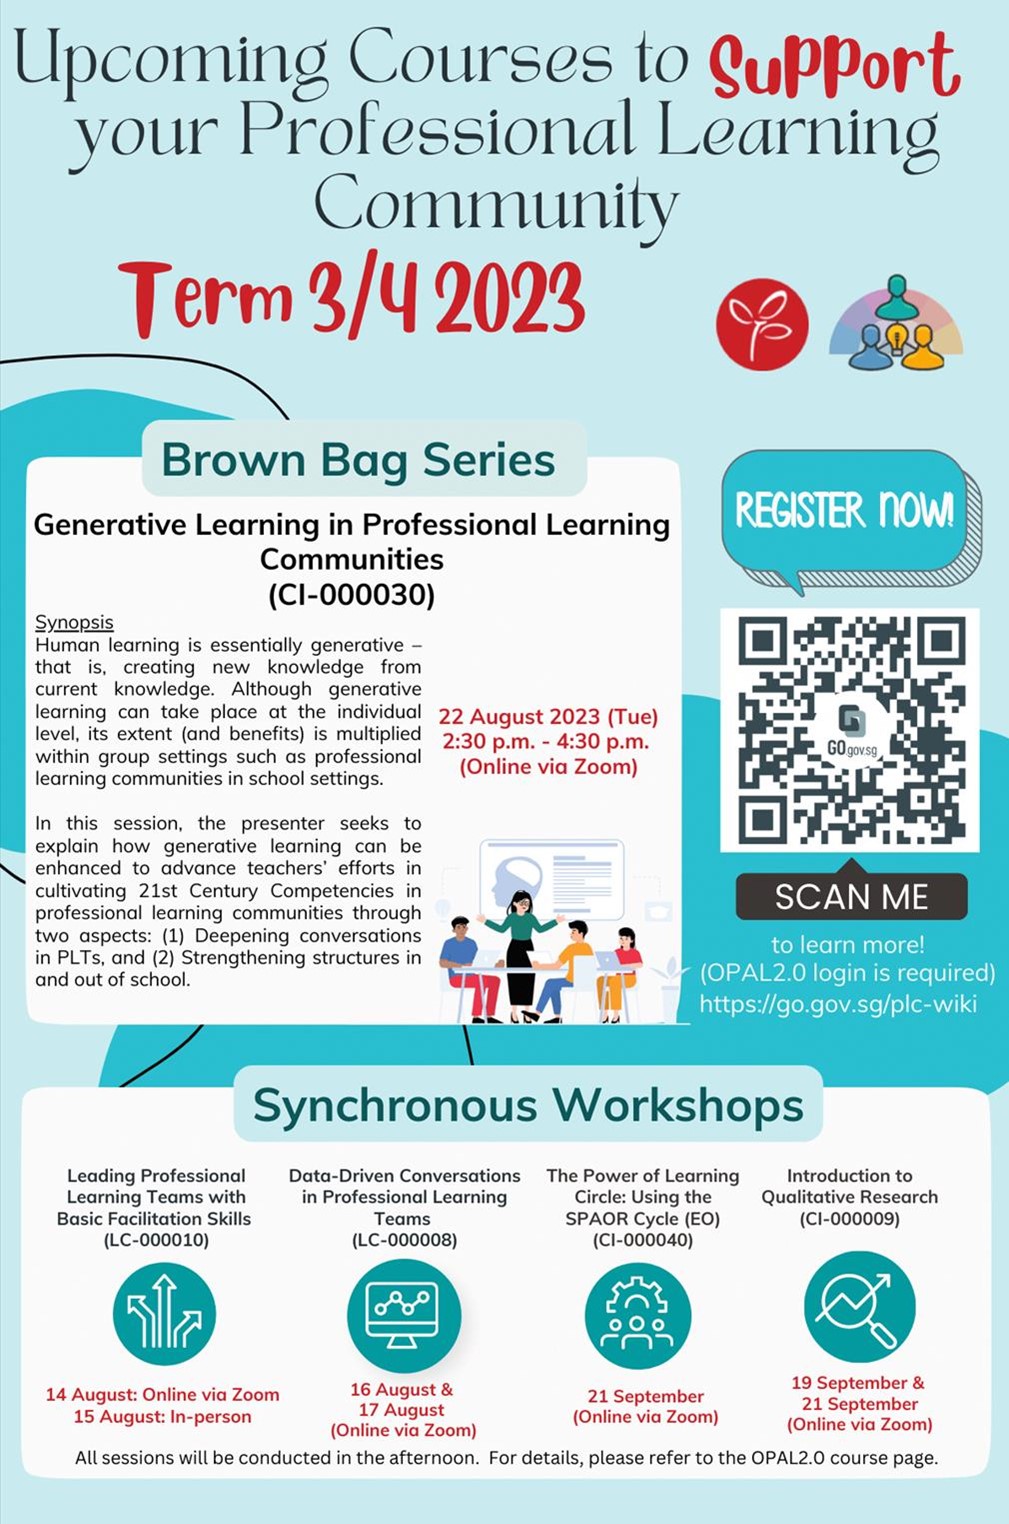 Upcoming Courses to Support
your Professional Learning
Community
Term 3/4 2023
Brown Bag Series
Generative Learning in Professional Learning
Communities
(CI-000030)
Synopsis
Human learning is essentially generative –
that is, creating new knowledge from
current knowledge. Although generative
learning can take place at the individual
level, its extent (and benefits) is multiplied
within group settings such as professional
learning communities in school settings.
In this session, the presenter seeks to
explain how generative learning can be
enhanced to advance teachers' efforts in
cultivating 21st Century Competencies in
professional learning communities through
two aspects: (1) Deepening conversations
in PLTs, and (2) Strengthening structures in
and out of school.
22 August 2023 (Tue)
2:30 p.m. - 4:30 p.m.
(Online via Zoom)
REGISTER NOW!
GO.gov.sg
SCAN ME
to learn more!
(OPAL2.0 login is required)
https://go.gov.sg/plc-wiki
Synchronous Workshops
Leading Professional
Learning Teams with
Basic Facilitation Skills
(LC-000010)
14 August: Online via Zoom
15 August: In-person
Data-Driven Conversations
in Professional Learning
Teams
(LC-000008)
16 August &
17 August
(Online via Zoom)
The Power of Learning
Circle: Using the
SPAOR Cycle (EO)
(CI-000040)
21 September
(Online via Zoom)
Introduction to
Qualitative Research
(CI-000009)
19 September &
21 September
(Online via Zoom)
All sessions will be conducted in the afternoon. For details, please refer to the OPAL2.0 course page.